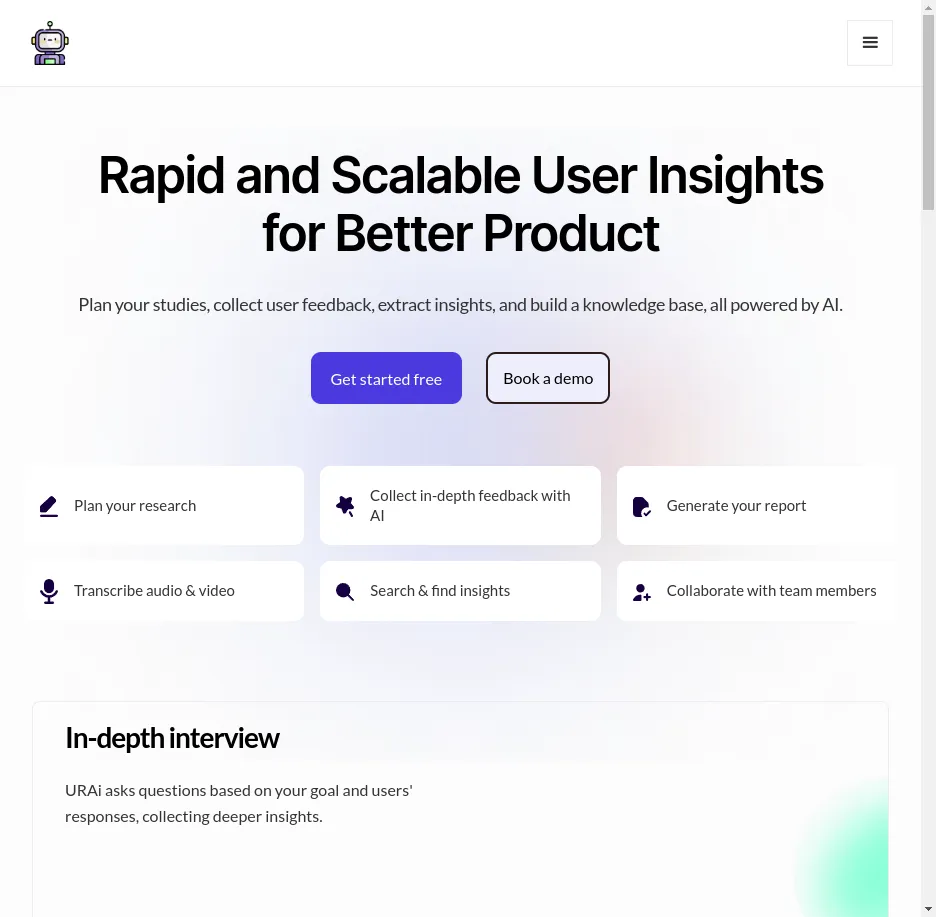 Rapid and Scalable User Insights
for Better Product
Plan your studies, collect user feedback, extract insights, and build a knowledge base, all powered by AI.
Get started free
Book a demo
Plan your research
Collect in-depth feedback with
AI
Generate your report
Transcribe audio & video
Search & find insights
Collaborate with team members
In-depth interview
URAi asks questions based on your goal and users'
responses, collecting deeper insights.